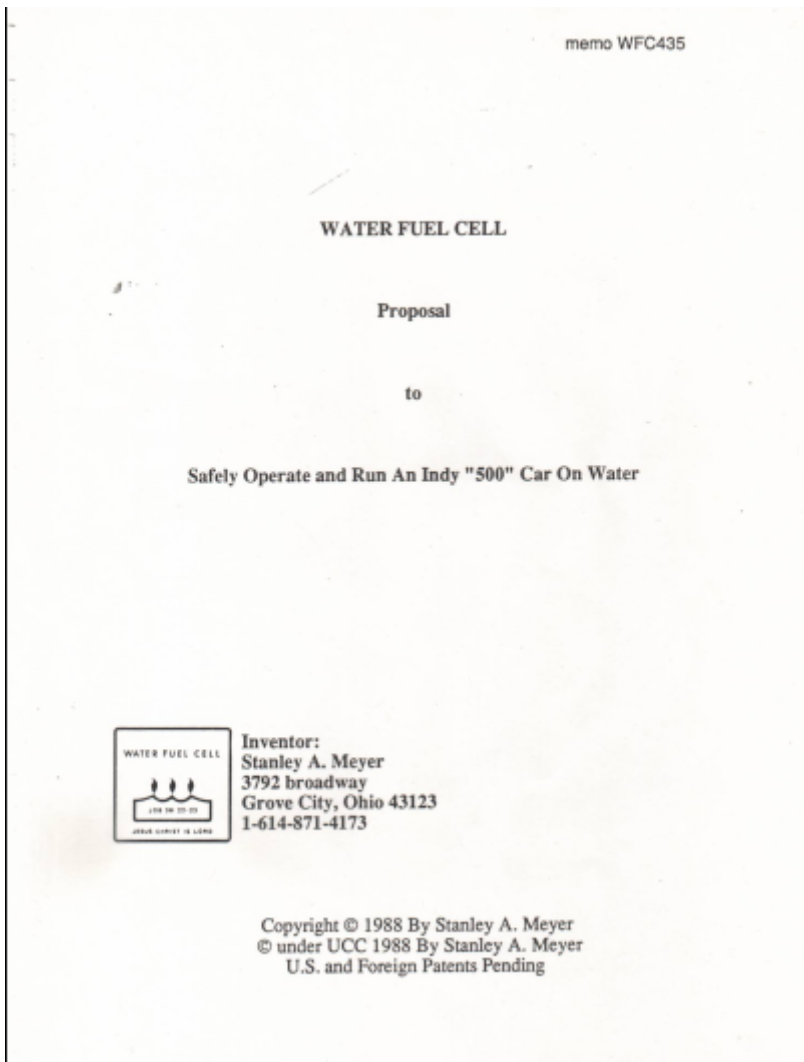 memo WFC435
WATER FUEL CELL
Proposal
to
Safely Operate and Run An Indy "500" Car On Water
WATER FUEL CELL
JESUS CHRIST IS LORD
Inventor:
Stanley A. Meyer
3792 broadway
Grove City, Ohio 43123
1-614-871-4173
Copyright © 1988 By Stanley A. Meyer
© under UCC 1988 By Stanley A. Meyer
U.S. and Foreign Patents Pending